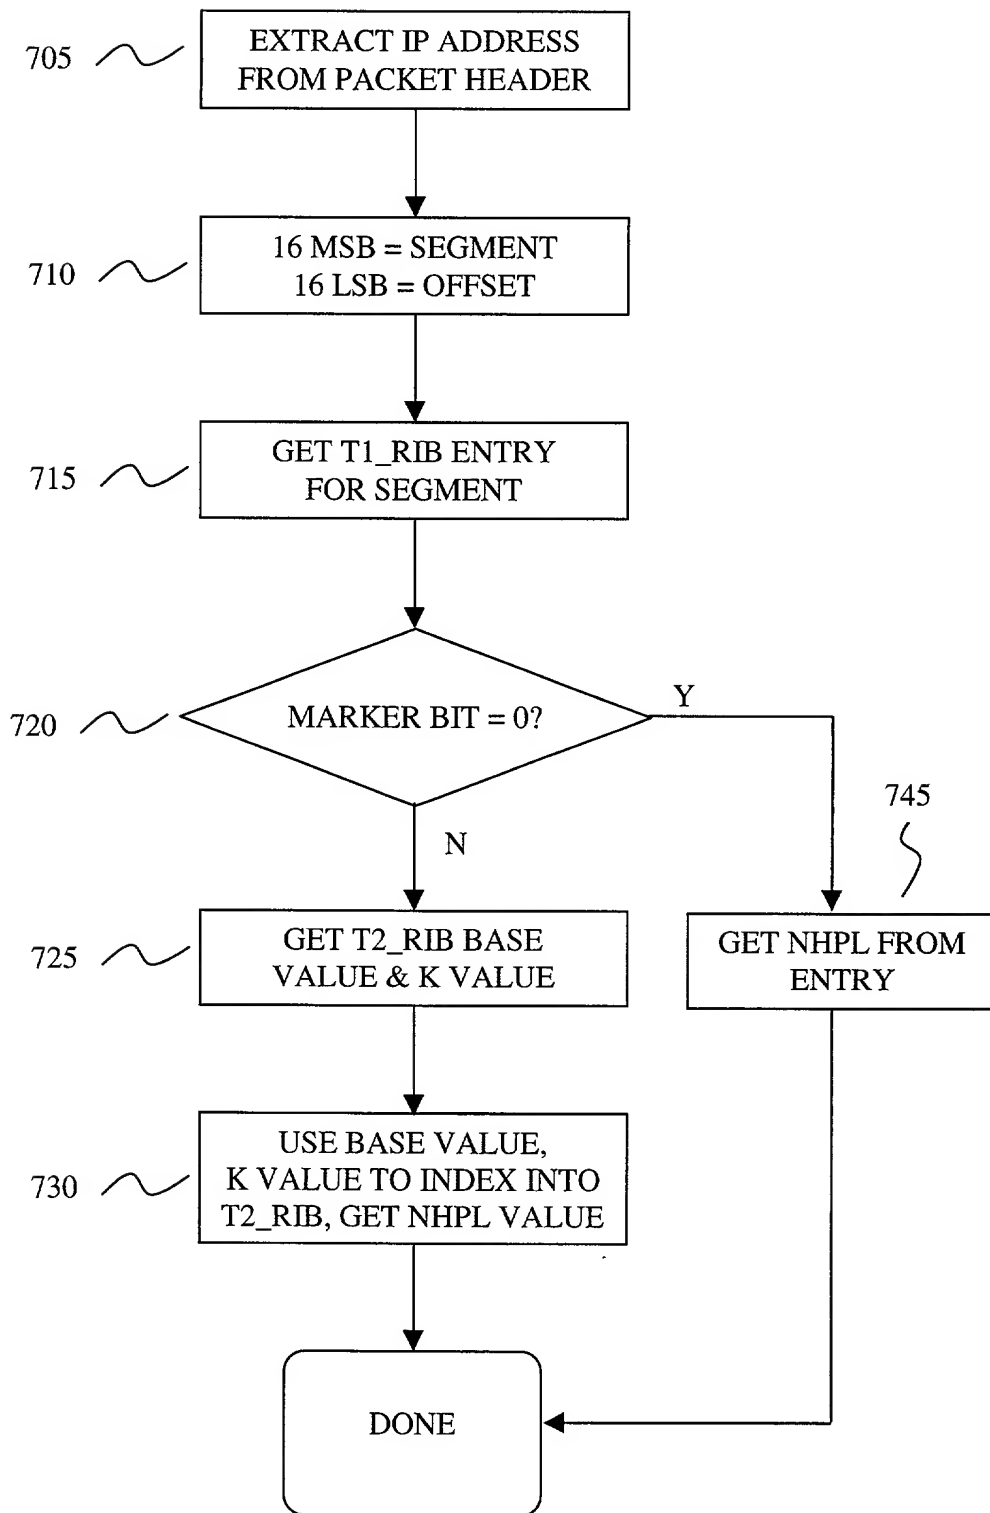 705
EXTRACT IP ADDRESS
FROM PACKET HEADER
710
16 MSB = SEGMENT
16 LSB = OFFSET
715
GET T1_RIB ENTRY
FOR SEGMENT
720
MARKER BIT = 0?
Y
N
745
725
GET T2_RIB BASE
VALUE & K VALUE
GET NHPL FROM
ENTRY
730
USE BASE VALUE,
K VALUE TO INDEX INTO
T2_RIB, GET NHPL VALUE
DONE